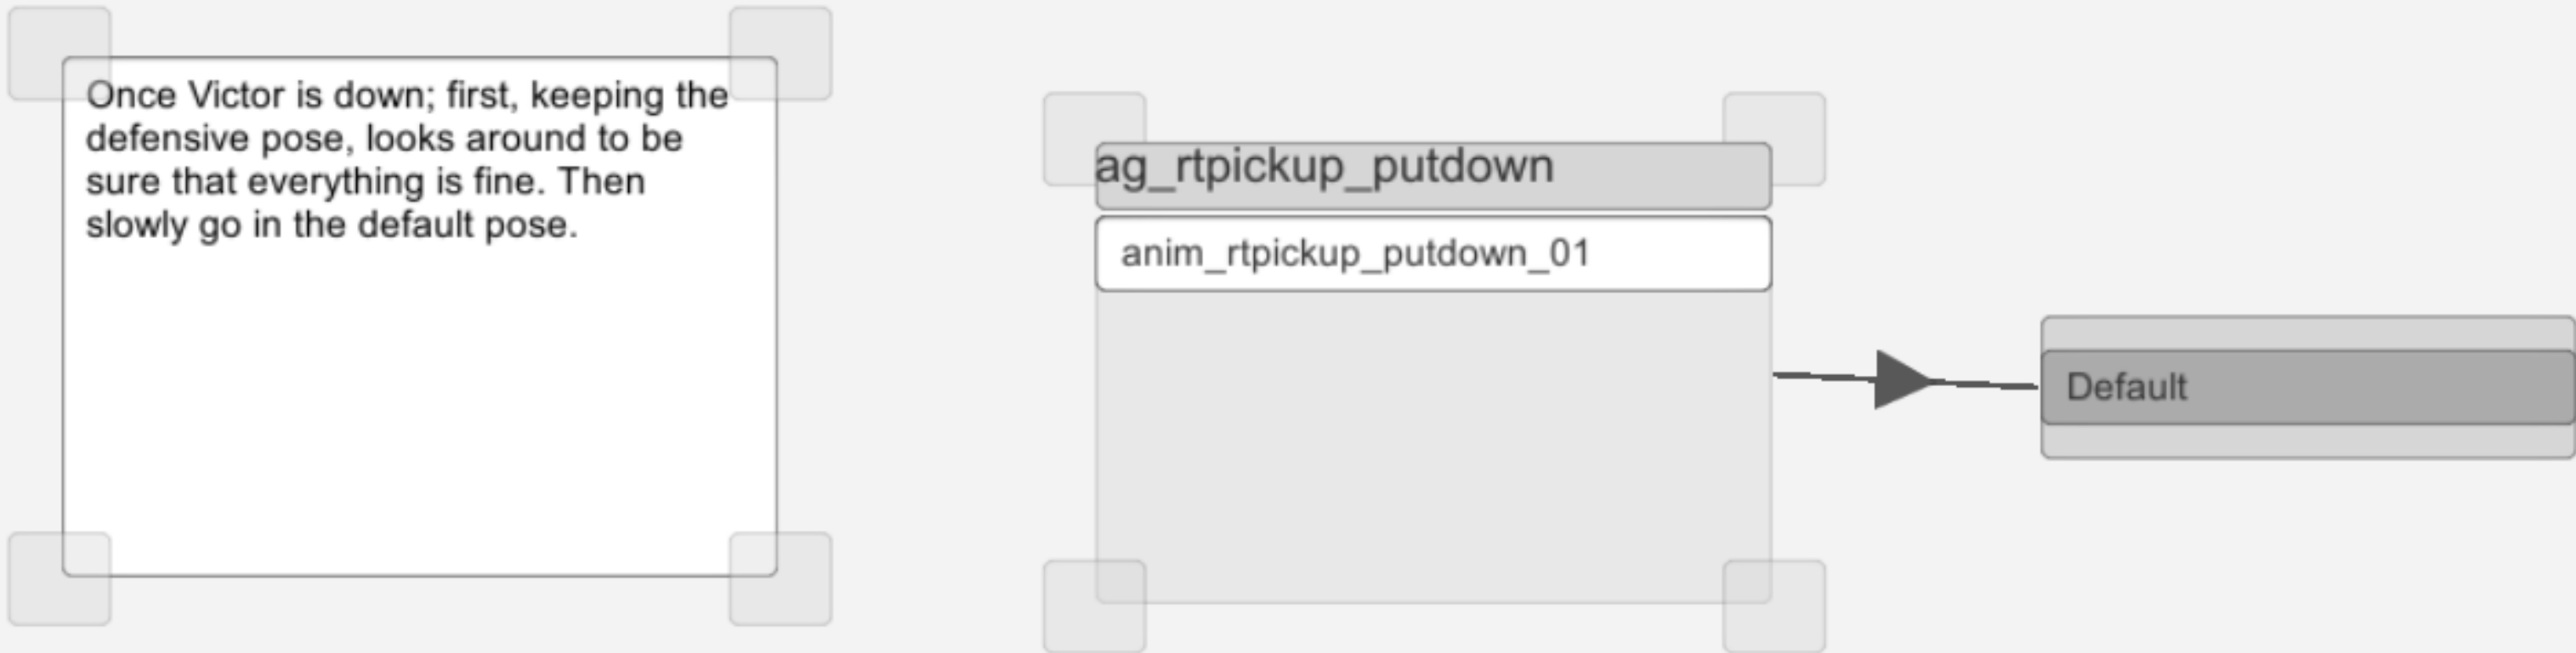 Once Victor is down; first, keeping the
defensive pose, looks around to be
sure that everything is fine. Then
slowly go in the default pose.
ag_rtpickup_putdown
anim_rtpickup_putdown_01
Default